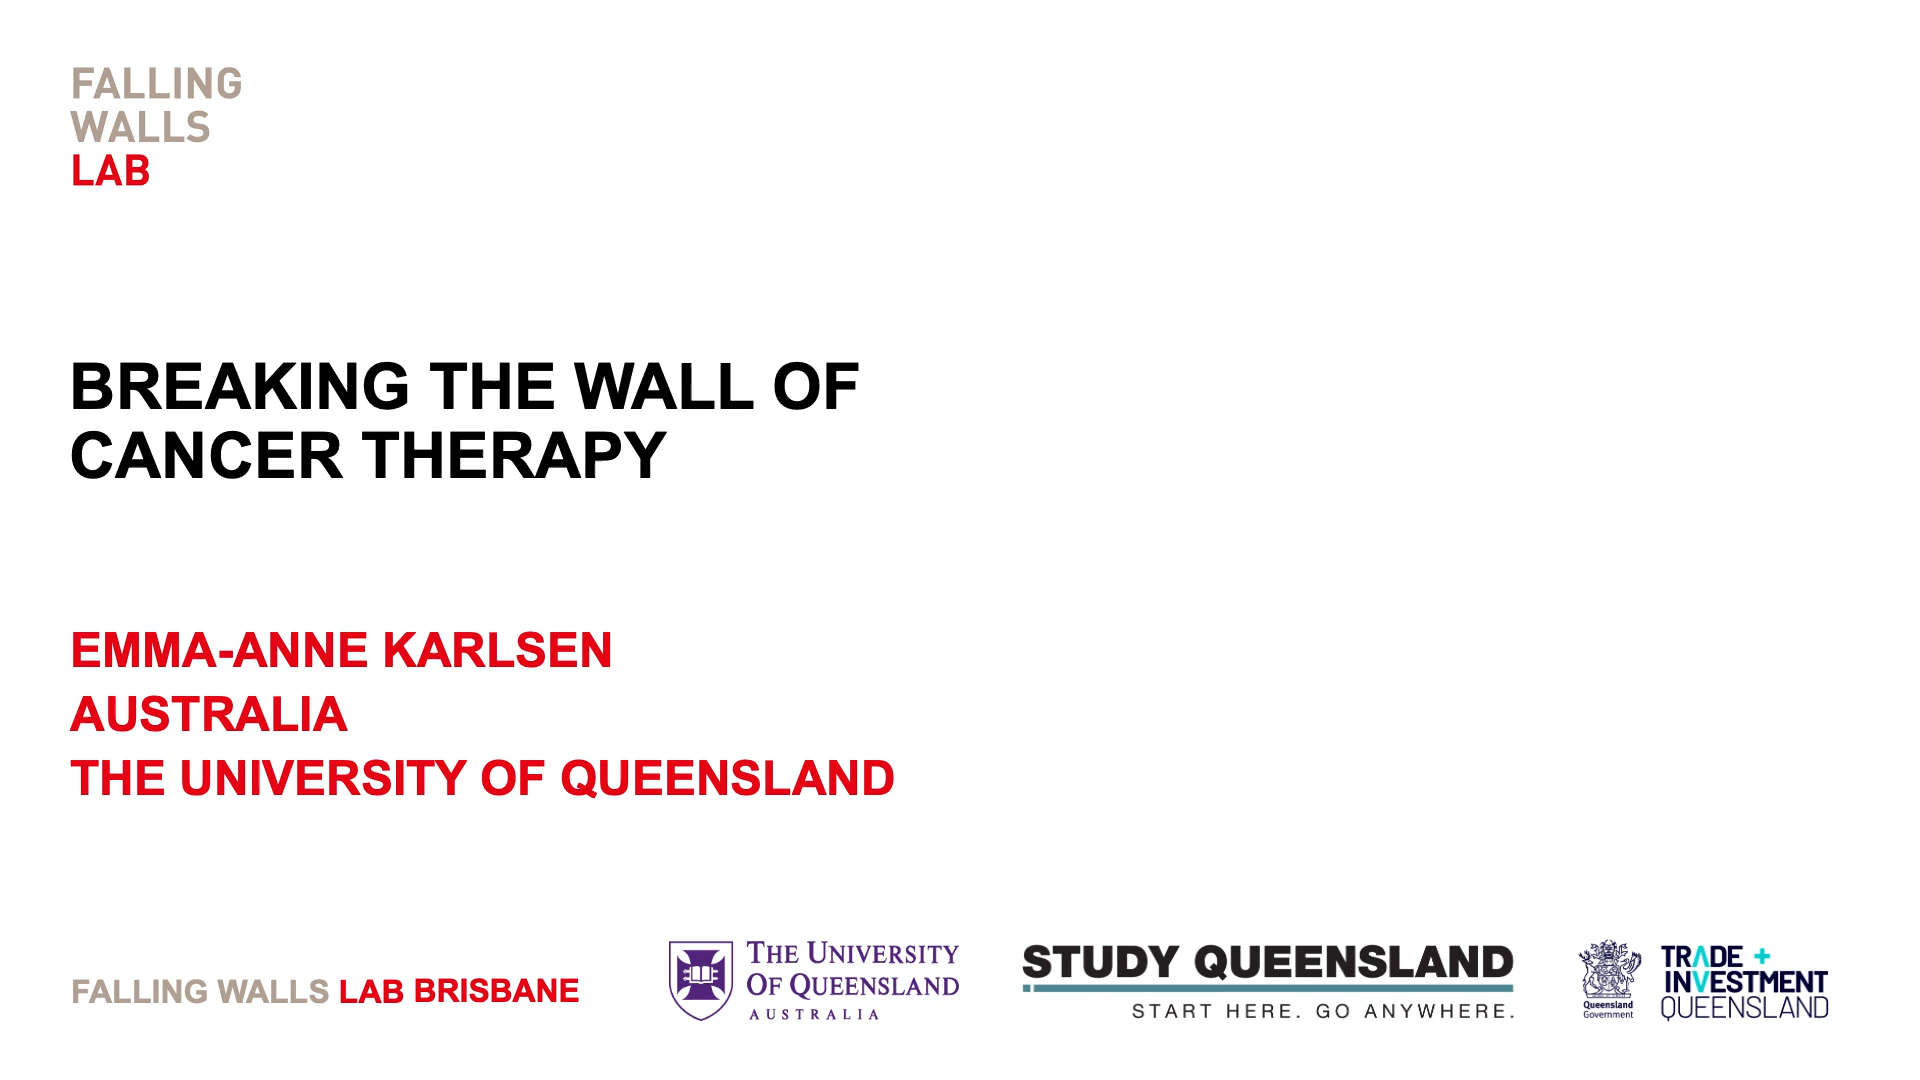 FALLING
WALLS
LAB
BREAKING THE WALL OF
CANCER THERAPY
EMMA-ANNE KARLSEN
AUSTRALIA
THE UNIVERSITY OF QUEENSLAND
FALLING WALLS LAB BRISBANE
THE UNIVERSITY
OF QUEENSLAND
AUSTRALIA
STUDY QUEENSLAND
START HERE. GO ANYWHERE.
Queensland
Government
TRADE +
INVESTMENT
QUEENSLAND